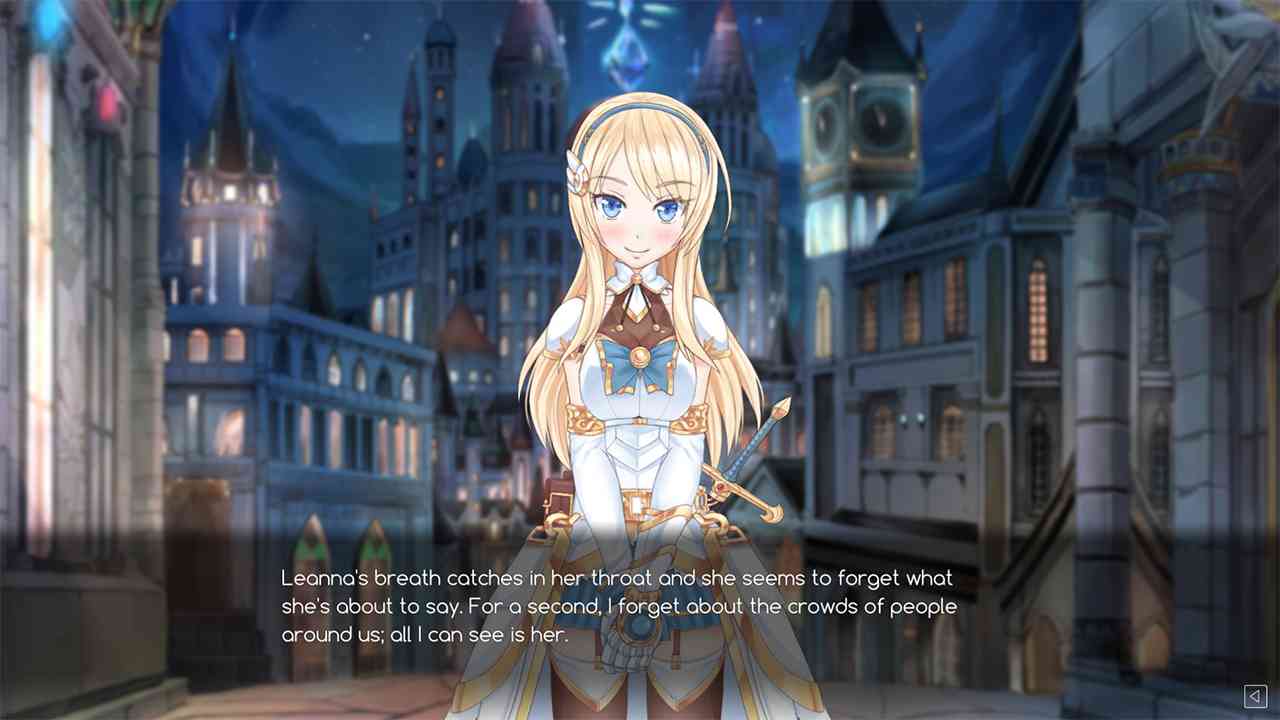 Leanna's breath catches in her throat and she seems to forget what
she's about to say. For a second, I forget about the crowds of people
around us; all I can see is her.